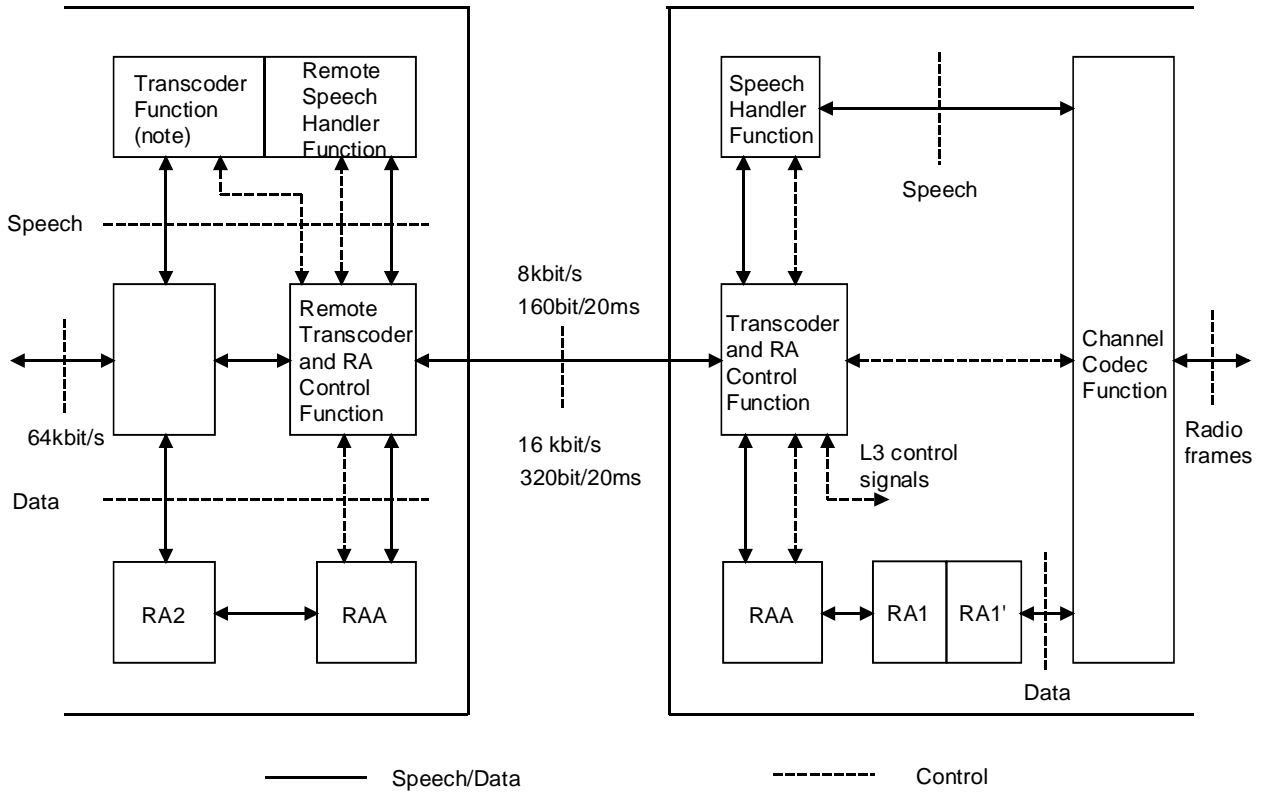 Transcoder
Function
(note)
Remote
Speech
Handler
Function
Speech
Handler
Function
Speech
Speech
8kbit/s
160bit/20ms
Remote
Transcoder
and RA
Control
Function
Transcoder
and RA
Control
Function
Channel
Codec
Function
64kbit/s
16 kbit/s
320bit/20ms
L3 control
signals
Radio
frames
Data
RA2
RAA
RAA
RA1
RA1'
Data
Speech/Data
Control